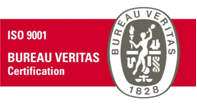 ISO 9001
BUREAU VERITAS
Certification
BUREAU VERITAS
1828